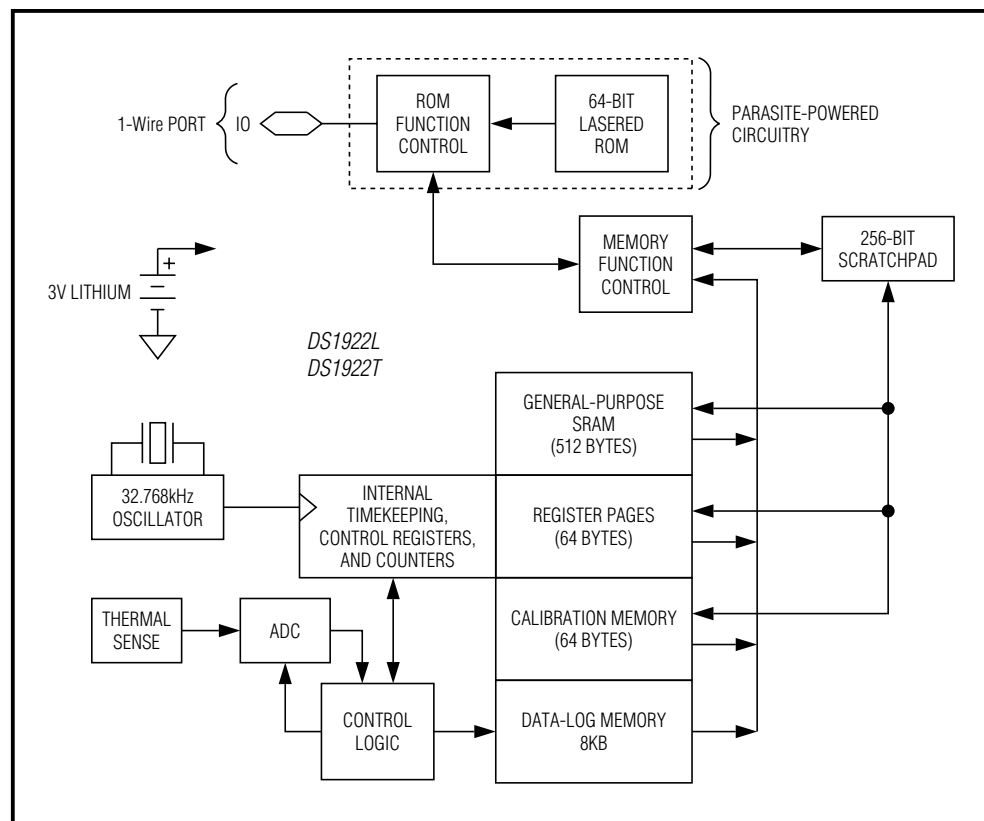 1-Wire PORT
IO
ROM
FUNCTION
CONTROL
64-BIT
LASERED
ROM
PARASITE-POWERED
CIRCUITRY
MEMORY
FUNCTION
CONTROL
256-BIT
SCRATCHPAD
+
3V LITHIUM
DS1922L
DS1922T
GENERAL-PURPOSE
SRAM
(512 BYTES)
32.768kHz
OSCILLATOR
INTERNAL
TIMEKEEPING,
CONTROL REGISTERS,
AND COUNTERS
REGISTER PAGES
(64 BYTES)
THERMAL
SENSE
ADC
CALIBRATION MEMORY
(64 BYTES)
CONTROL
LOGIC
DATA-LOG MEMORY
8KB